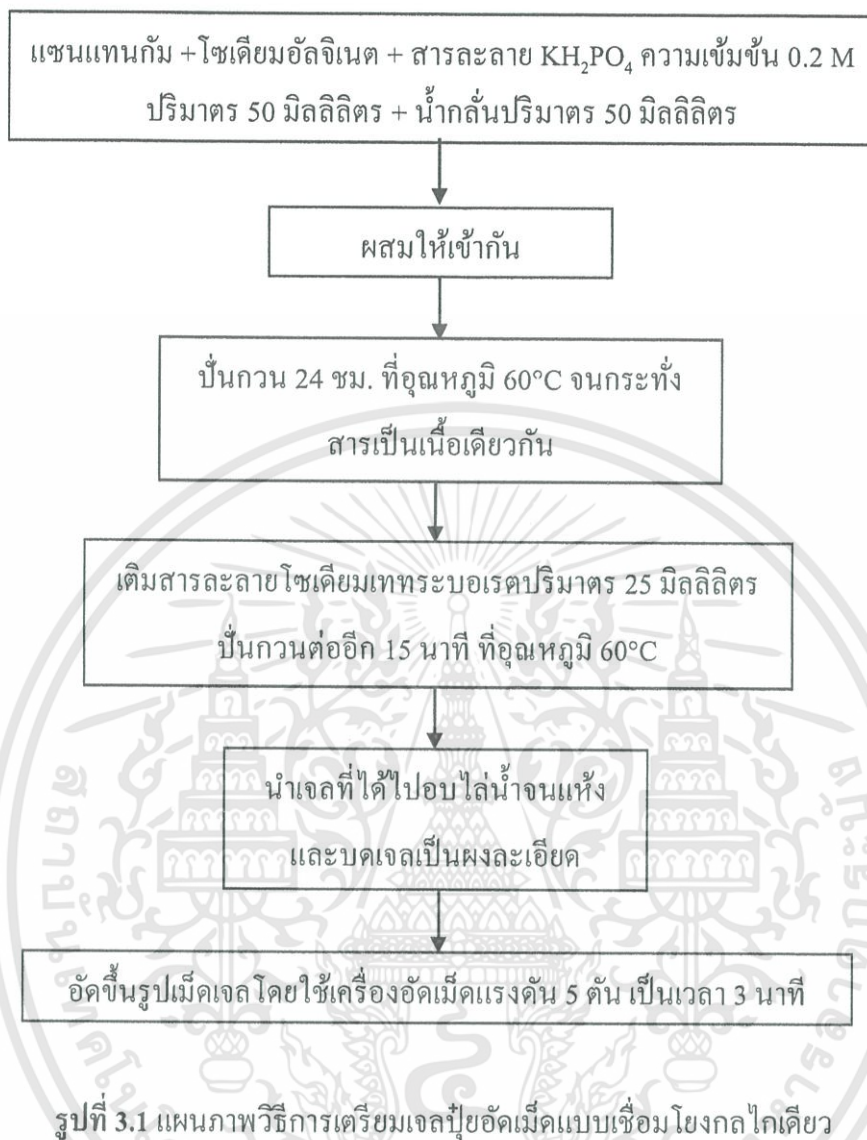 แซนแทนกัม +โซเดียมอัลจิเนต + สารละลาย KH₂PO₄ ความเข้มข้น 0.2 M
ปริมาตร 50 มิลลิลิตร + น้ำกลั่นปริมาตร 50 มิลลิลิตร
ผสมให้เข้ากัน
ปั่นกวน 24 ชม. ที่อุณหภูมิ 60°C จนกระทั่ง
สารเป็นเนื้อเดียวกัน
เติมสารละลายโซเดียมเททระบอเรตปริมาตร 25 มิลลิลิตร
ปั่นกวนต่ออีก 15 นาที ที่อุณหภูมิ 60°C
นำเจลที่ได้ไปอบไล่น้ำจนแห้ง
และบดเจลเป็นผงละเอียด
อัดขึ้นรูปเม็ดเจลโดยใช้เครื่องอัดเม็ดแรงดัน 5 ตัน เป็นเวลา 3 นาที
รูปที่ 3.1 แผนภาพวิธีการเตรียมเจลปุ๋ยอัดเม็ดแบบเชื่อมโยงกลไกเดียว